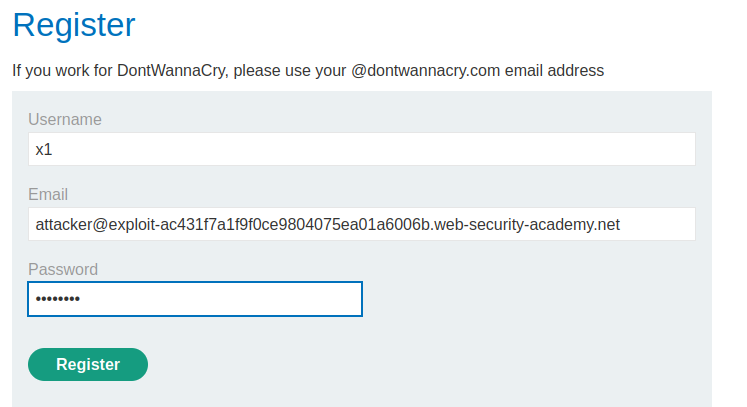 Register
If you work for DontWannaCry, please use your @dontwannacry.com email address
Username
x1
Email
attacker@exploit-ac431f7a1f9f0ce9804075ea01a6006b.web-security-academy.net
Password
••••••••
Register